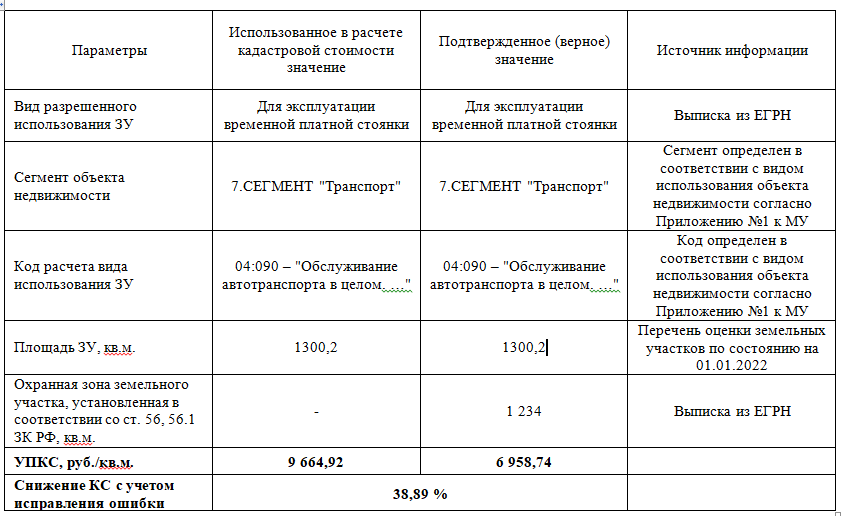 Параметры
Использованное в расчете
кадастровой стоимости
значение
Подтвержденное (верное)
значение
Источник информации
Вид разрешенного
использования ЗУ
Для эксплуатации
временной платной стоянки
Для эксплуатации
временной платной стоянки
Выписка из ЕГРН
Сегмент объекта
недвижимости
7.СЕГМЕНТ "Транспорт"
7.СЕГМЕНТ "Транспорт"
Сегмент определен в
соответствии с видом
использования объекта
недвижимости согласно
Приложению №1 к МУ
Код расчета вида
использования ЗУ
04:090 – "Обслуживание
автотранспорта в целом. …"
04:090 – "Обслуживание
автотранспорта в целом. …"
Код определен в
соответствии с видом
использования объекта
недвижимости согласно
Приложению №1 к МУ
Площадь ЗУ, кв.м.
1300,2
1300,2
Перечень оценки земельных
участков по состоянию на
01.01.2022
Охранная зона земельного
участка, установленная в
соответствии со ст. 56, 56.1
ЗК РФ, кв.м.
-
1 234
Выписка из ЕГРН
УПКС, руб./кв.м.
9 664,92
6 958,74
Снижение КС с учетом
исправления ошибки
38,89 %